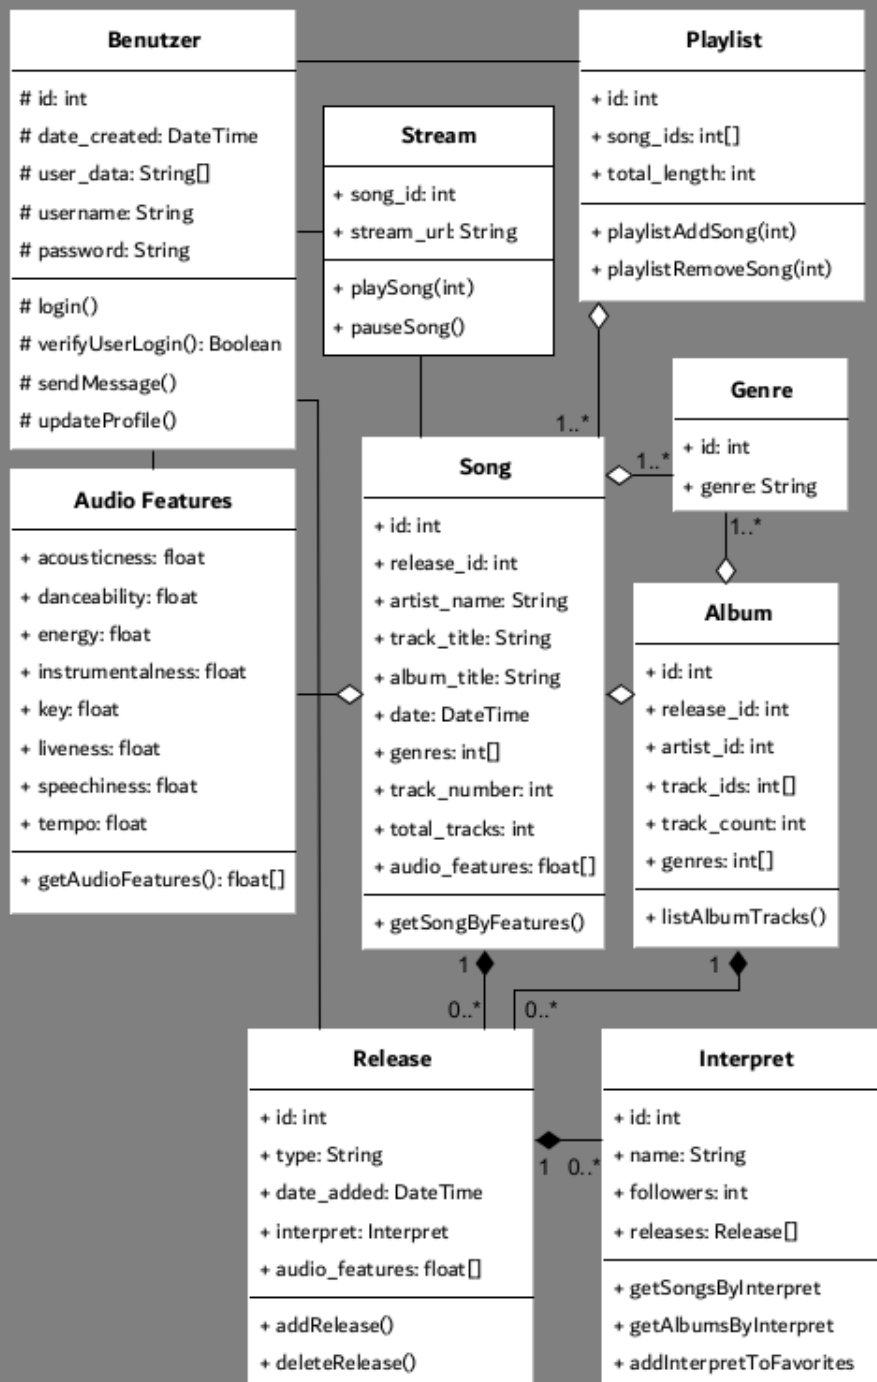 Benutzer
# id: int
# date_created: DateTime
# user_data: String[]
# username: String
# password: String
# login()
# verifyUserLogin(): Boolean
# sendMessage()
# updateProfile()
Playlist
+ id: int
+ song_ids: int[]
+ total_length: int
+ playlistAddSong(int)
+ playlistRemoveSong(int)
Stream
+ song_id: int
+ stream_url: String
+ playSong(int)
+ pauseSong()
1..*
Genre
+ id: int
+ genre: String
1..*
1..*
Audio Features
+ acousticness: float
+ danceability: float
+ energy: float
+ instrumentalness: float
+ key: float
+ liveness: float
+ speechiness: float
+ tempo: float
+ getAudioFeatures(): float[]
Song
+ id: int
+ release_id: int
+ artist_name: String
+ track_title: String
+ album_title: String
+ date: DateTime
+ genres: int[]
+ track_number: int
+ total_tracks: int
+ audio_features: float[]
+ getSongByFeatures()
Album
+ id: int
+ release_id: int
+ artist_id: int
+ track_ids: int[]
+ track_count: int
+ genres: int[]
+ listAlbumTracks()
1
0..*
1
0..*
Release
+ id: int
+ type: String
+ date_added: DateTime
+ interpret: Interpret
+ audio_features: float[]
+ addRelease()
+ deleteRelease()
1 0..*
Interpret
+ id: int
+ name: String
+ followers: int
+ releases: Release[]
+ getSongsByInterpret
+ getAlbumsByInterpret
+ addInterpretToFavorites